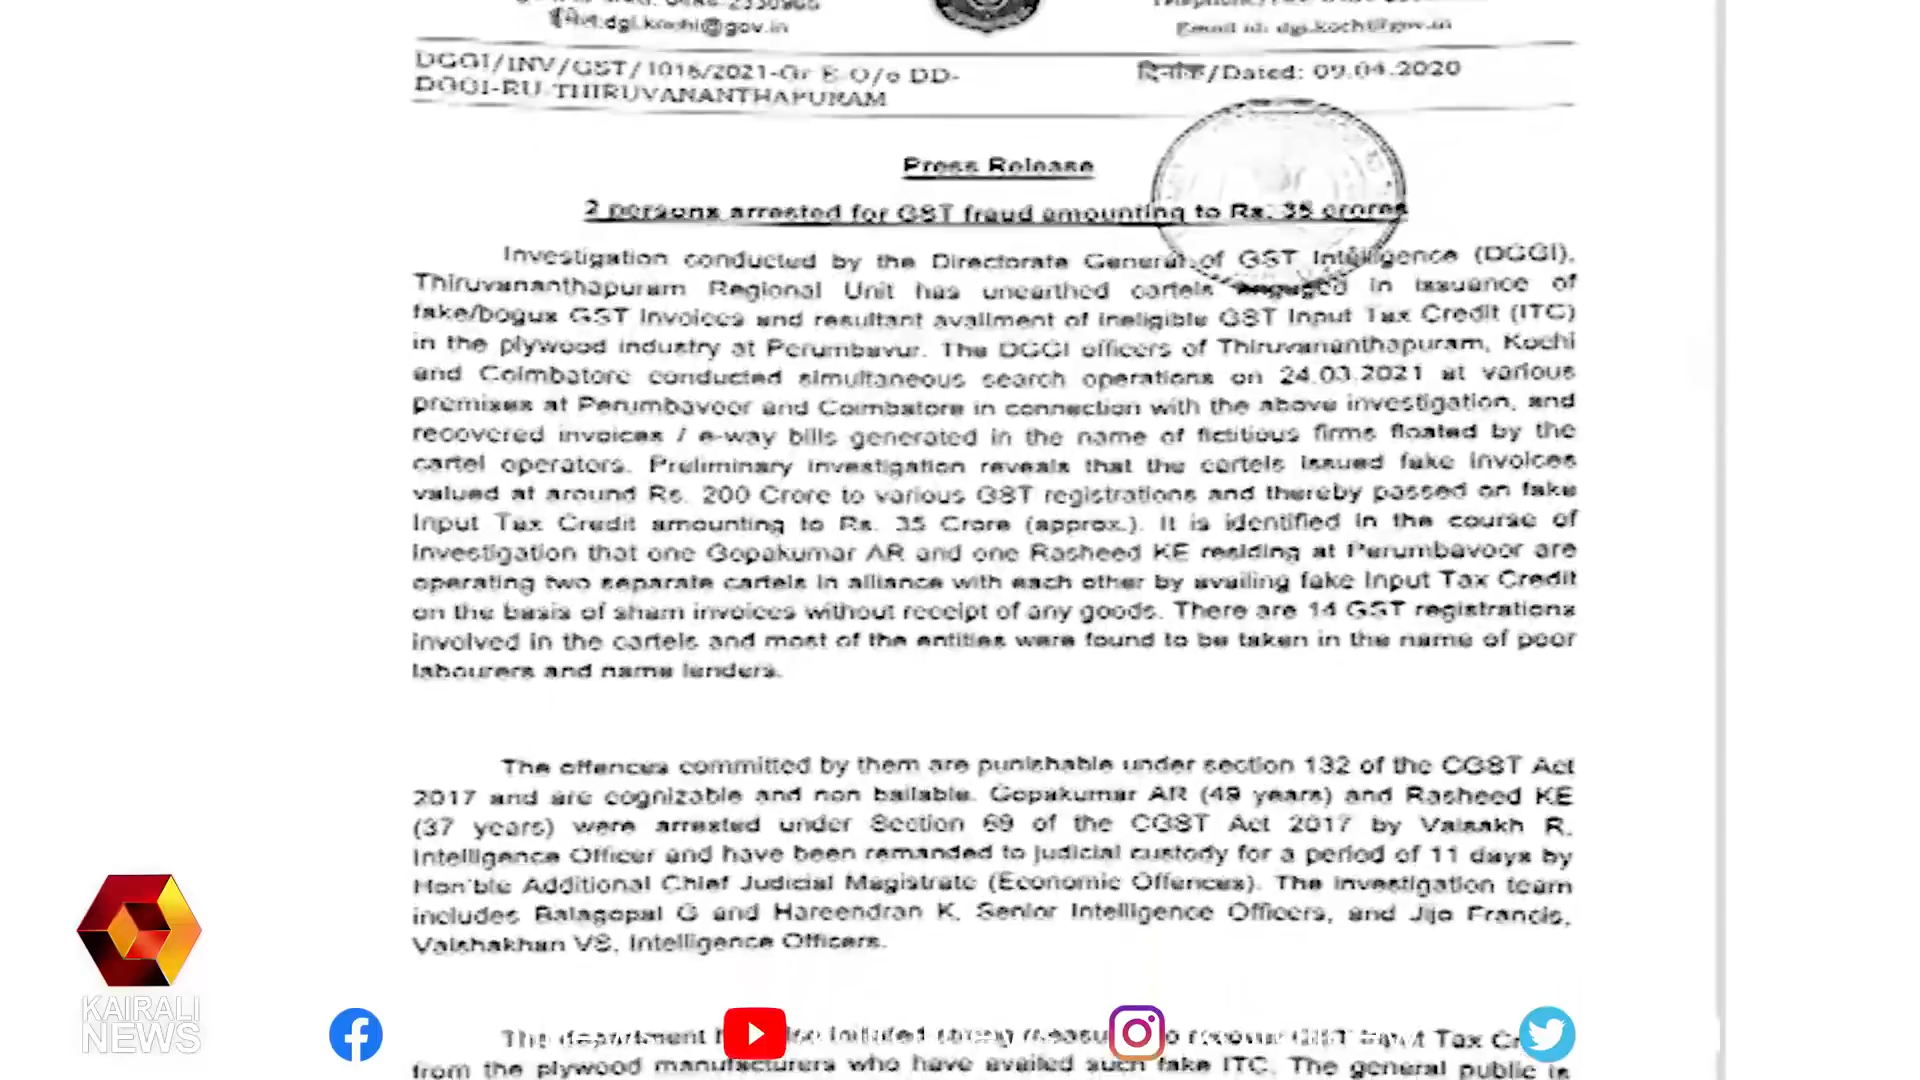 ईमेल:dgi.kochi@gov.in
Email id: dgi.kochi@gov.in
DGGI/INV/GST/1016/2021-Gr E-O/o DD-
DGGI-RU-THIRUVANANTHAPURAM
दिनांक/Dated: 09.04.2020
Press Release
2 persons arrested for GST fraud amounting to Rs. 35 crores
Investigation conducted by the Directorate General of GST Intelligence (DGGI),
Thiruvananthapuram Regional Unit has unearthed cartels engaged in issuance of
fake/bogus GST Invoices and resultant availment of ineligible GST Input Tax Credit (ITC)
in the plywood industry at Perumbavur. The DGGI officers of Thiruvananthapuram, Kochi
and Coimbatore conducted simultaneous search operations on 24.03.2021 at various
premises at Perumbavoor and Coimbatore in connection with the above investigation, and
recovered invoices / e-way bills generated in the name of fictitious firms floated by the
cartel operators. Preliminary investigation reveals that the cartels issued fake invoices
valued at around Rs. 200 Crore to various GST registrations and thereby passed on fake
Input Tax Credit amounting to Rs. 35 Crore (approx.). It is identified in the course of
investigation that one Gopakumar AR and one Rasheed KE residing at Perumbavoor are
operating two separate cartels in alliance with each other by availing fake Input Tax Credit
on the basis of sham invoices without receipt of any goods. There are 14 GST registrations
involved in the cartels and most of the entities were found to be taken in the name of poor
labourers and name lenders.
The offences committed by them are punishable under section 132 of the CGST Act
2017 and are cognizable and non bailable. Gopakumar AR (49 years) and Rasheed KE
(37 years) were arrested under Section 69 of the CGST Act 2017 by Vaisakh R,
Intelligence Officer and have been remanded to judicial custody for a period of 11 days by
Hon'ble Additional Chief Judicial Magistrate (Economic Offences). The investigation team
includes Balagopal G and Hareendran K, Senior Intelligence Officers, and Jijo Francis,
Vaishakhan VS, Intelligence Officers.
The department initiated strong Tax
from the plywood manufacturers who have availed such fake ITC. The general public is
KAIRALI
NEWS